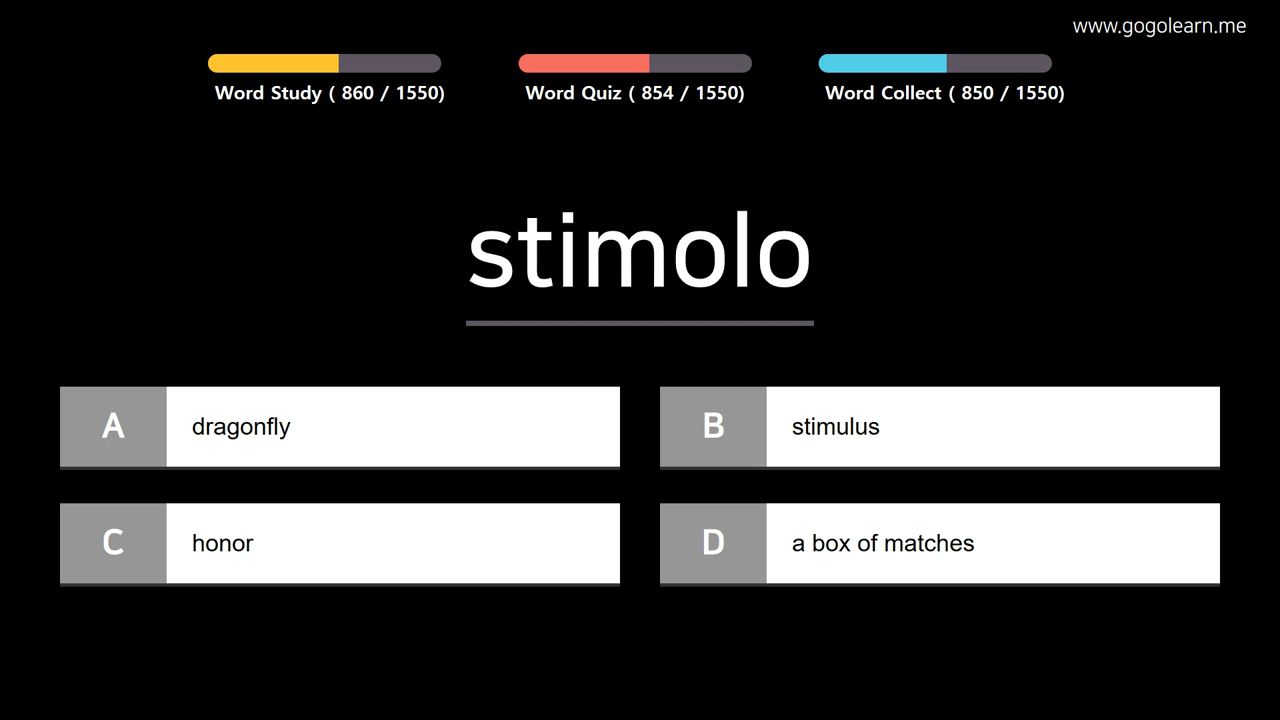 www.gogolearn.me
Word Study ( 860 / 1550)
Word Quiz ( 854 / 1550)
Word Collect ( 850 / 1550)
stimolo
A
dragonfly
B
stimulus
C
honor
D
a box of matches